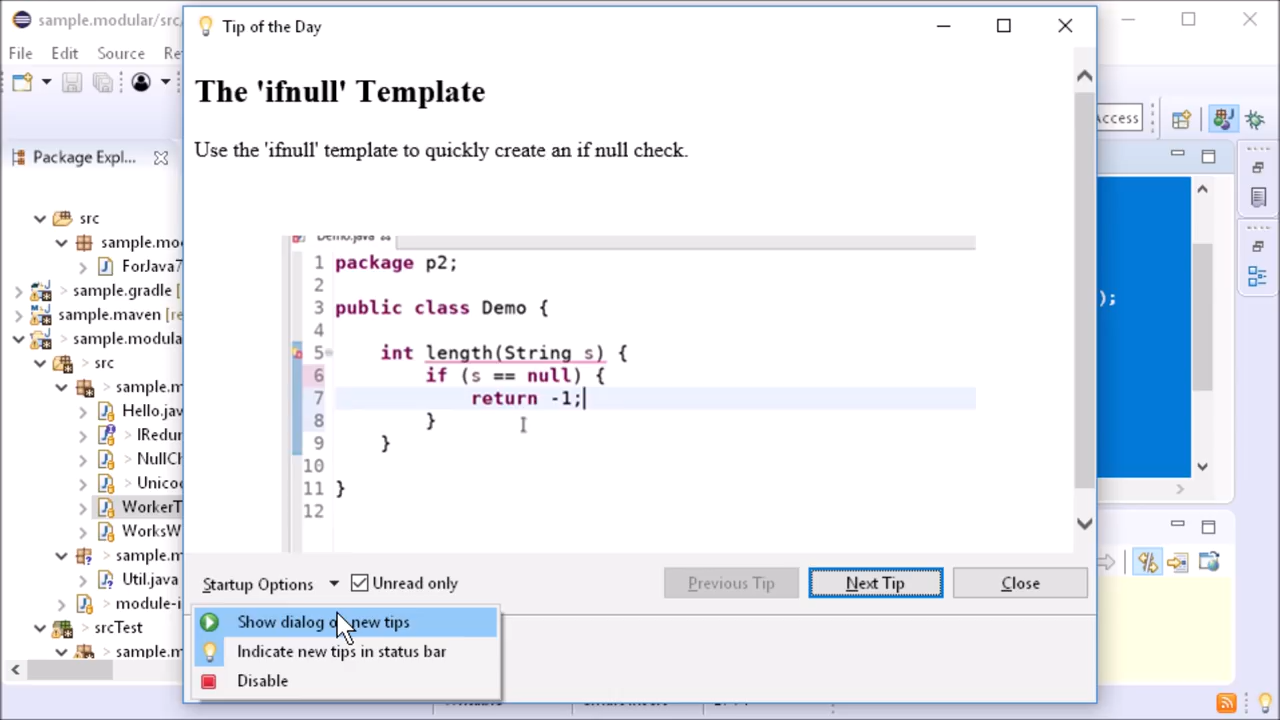 sample.modular/src/
Tip of the Day
File Edit Source
The 'ifnull' Template
Use the 'ifnull' template to quickly create an if null check.
Access
Package Expl...
src
sample.mo
ForJava7
sample.gradle [
sample.maven [re
sample.modula
src
sample.m
Hello.jav
IRedun
NullCh
Unicod
WorkerT
WorksW
sample.m
Util.java
module-i
srcTest
sample.m
Demo.java
1 package p2;
2
3 public class Demo {
4
5 int length(String s) {
6 if (s == null) {
7 return -1;
8 }
9 }
10
11 }
12
);
Startup Options
Unread only
Previous Tip
Next Tip
Close
Show dialog on new tips
Indicate new tips in status bar
Disable